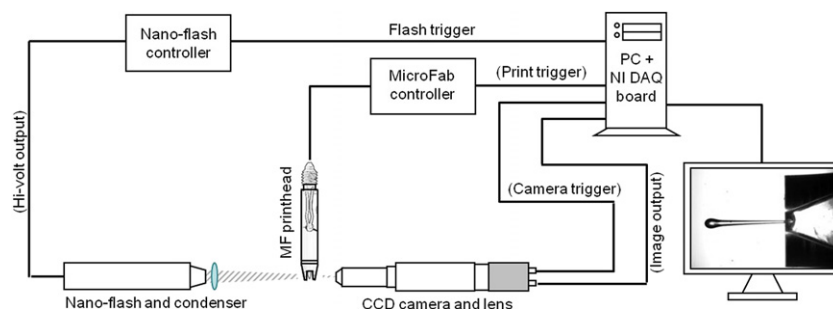 Nano-flash
controller
Flash trigger
PC +
NI DAQ
board
MicroFab
controller
(Print trigger)
(Hi-volt output)
MF printhead
(Camera trigger)
(Image output)
Nano-flash and condenser
CCD camera and lens